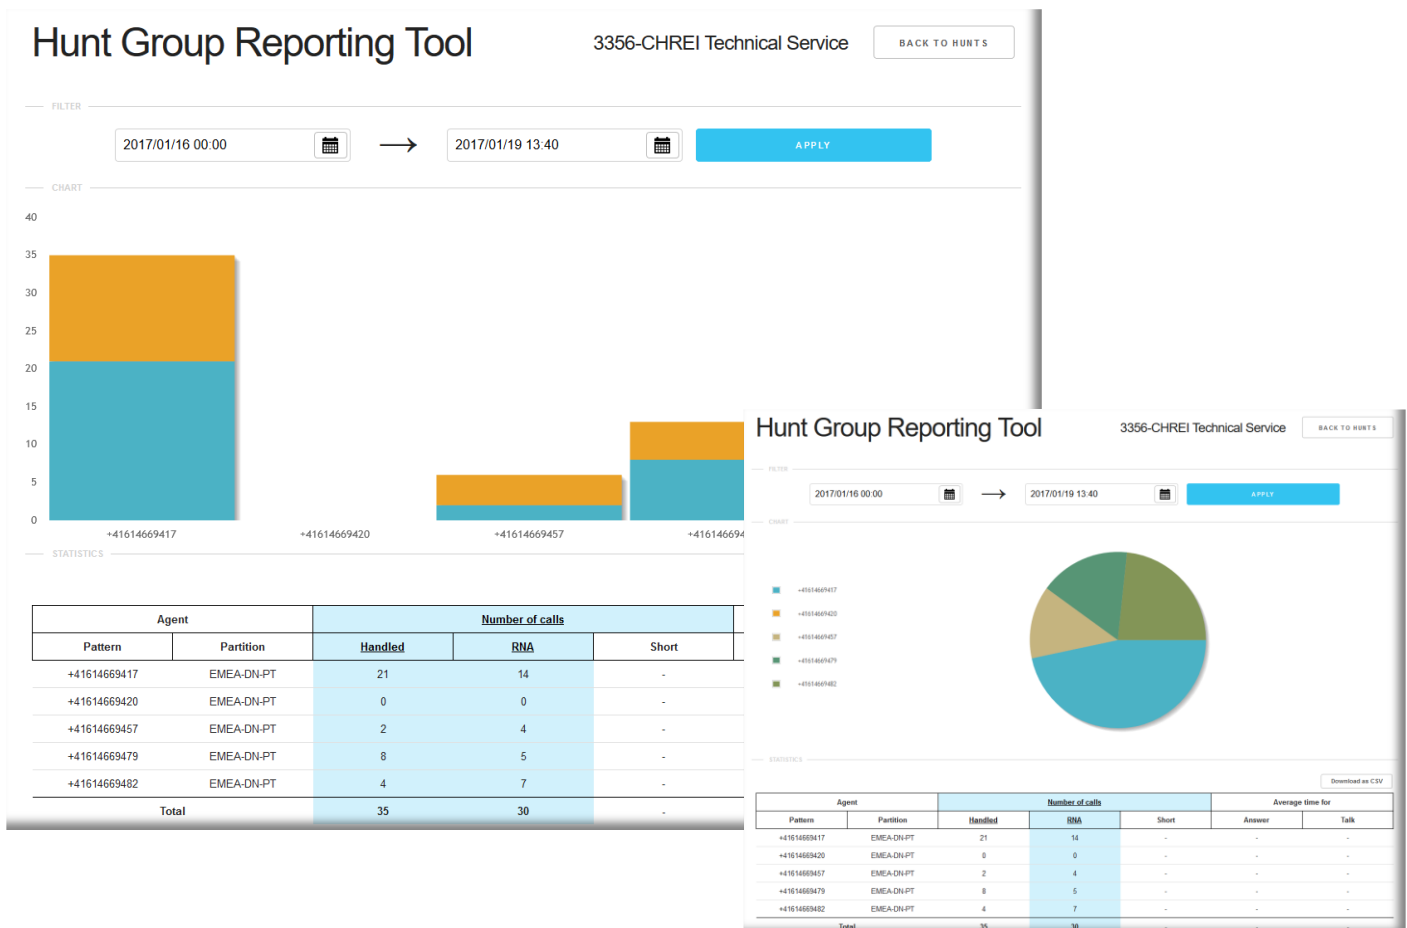 Hunt Group Reporting Tool
3356-CHREI Technical Service
BACK TO HUNTS
FILTER
2017/01/16 00:00
2017/01/19 13:40
APPLY
CHART
40
35
30
25
20
15
10
5
0
+41614669417
+41614669420
+41614669457
+416146694
STATISTICS
Agent Number of calls
Pattern Partition Handled RNA Short
+41614669417 EMEA-DN-PT 21 14 -
+41614669420 EMEA-DN-PT 0 0 -
+41614669457 EMEA-DN-PT 2 4 -
+41614669479 EMEA-DN-PT 8 5 -
+41614669482 EMEA-DN-PT 4 7 -
Total 35 30 -
Hunt Group Reporting Tool
3356-CHREI Technical Service
BACK TO HUNTS
FILTER
2017/01/16 00:00
2017/01/19 13:40
APPLY
CHART
+41614669417
+41614669420
+41614669457
+41614669479
+41614669482
STATISTICS
Download as CSV
Agent Number of calls Average time for
Pattern Partition Handled RNA Short Answer Talk
+41614669417 EMEA-DN-PT 21 14 - - -
+41614669420 EMEA-DN-PT 0 0 - - -
+41614669457 EMEA-DN-PT 2 4 - - -
+41614669479 EMEA-DN-PT 8 5 - - -
+41614669482 EMEA-DN-PT 4 7 - - -
Total 35 30 - - -